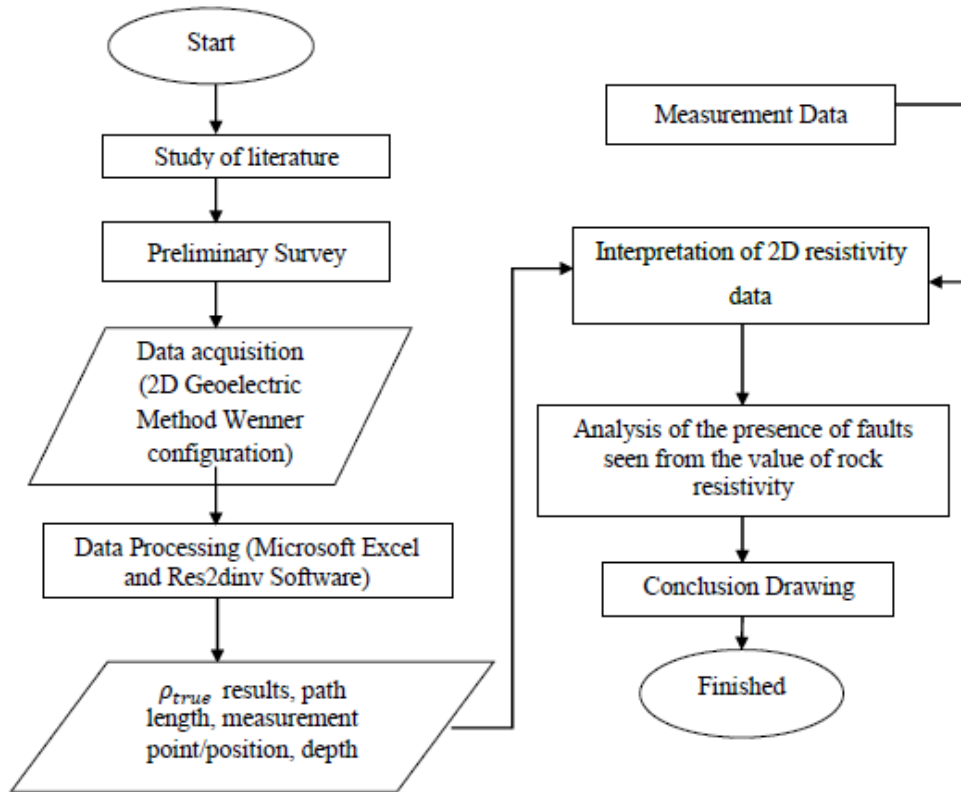 Start
Study of literature
Preliminary Survey
Data acquisition
(2D Geoelectric
Method Wenner
configuration)
Data Processing (Microsoft Excel
and Res2dinv Software)
ρ_true results, path
length, measurement
point/position, depth
Measurement Data
Interpretation of 2D resistivity
data
Analysis of the presence of faults
seen from the value of rock
resistivity
Conclusion Drawing
Finished